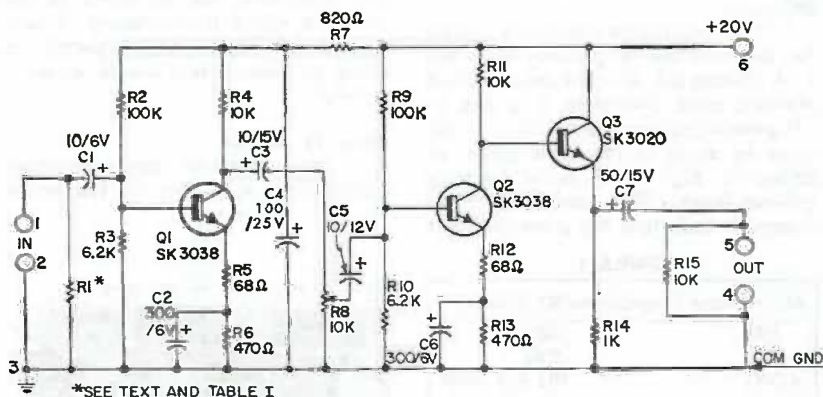 820Ω
R7
+20V
6
R2
100K
R4
10K
R9
100K
R11
10K
Q3
SK3020
10/6V
C1
10/15V
C3
C4
100
/25V
Q2
SK3038
50/15V
C7
1
IN
2
R3
6.2K
Q1
SK3038
C5
10/12V
R5
68Ω
R12
68Ω
R15
10K
5
OUT
4
R1*
C2
300
/6V
R6
470Ω
R8
10K
R10
6.2K
C6
300/6V
R13
470Ω
R14
1K
3
COM GND
*SEE TEXT AND TABLE I